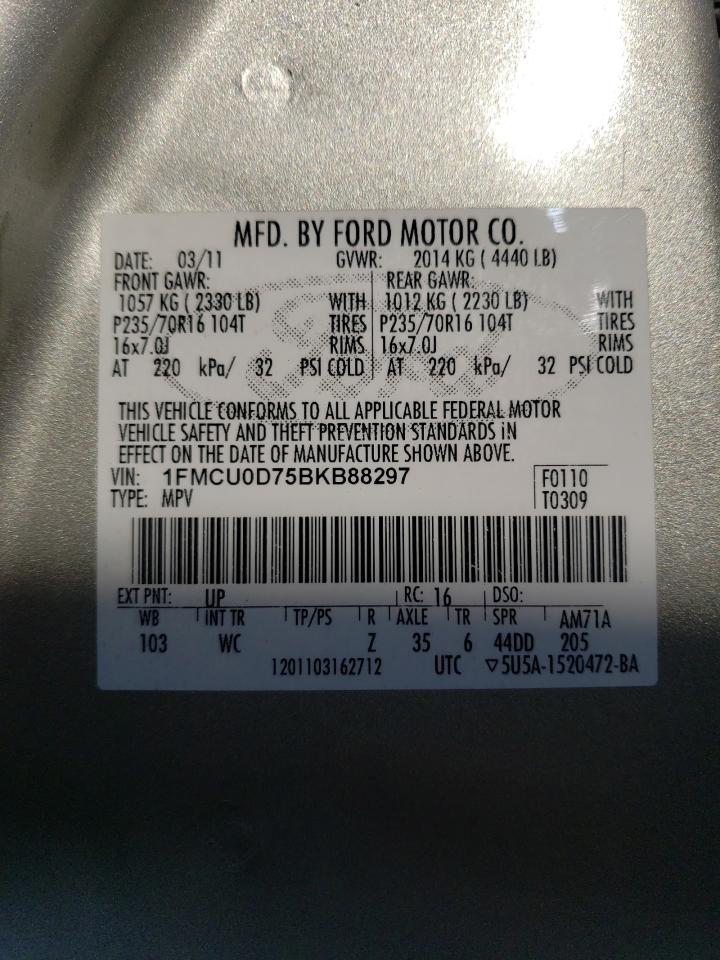 MFD. BY FORD MOTOR CO.
DATE: 03/11 GVWR: 2014 KG ( 4440 LB)
FRONT GAWR: REAR GAWR:
1057 KG ( 2330 LB) WITH 1012 KG ( 2230 LB) WITH
P235/70R16 104T TIRES P235/70R16 104T TIRES
16x7.0J RIMS 16x7.0J RIMS
AT 220 kPa/ 32 PSI COLD AT 220 kPa/ 32 PSI COLD
THIS VEHICLE CONFORMS TO ALL APPLICABLE FEDERAL MOTOR
VEHICLE SAFETY AND THEFT PREVENTION STANDARDS iN
EFFECT ON THE DATE OF MANUFACTURE SHOWN ABOVE.
VIN: 1FMCU0D75BKB88297 F0110
TYPE: MPV T0309
EXT PNT: UP RC: 16 DSO:
WB INT TR TP/PS R AXLE TR SPR AM71A
103 WC Z 35 6 44DD 205
1201103162712 UTC ▽5U5A-1520472-BA
Ford